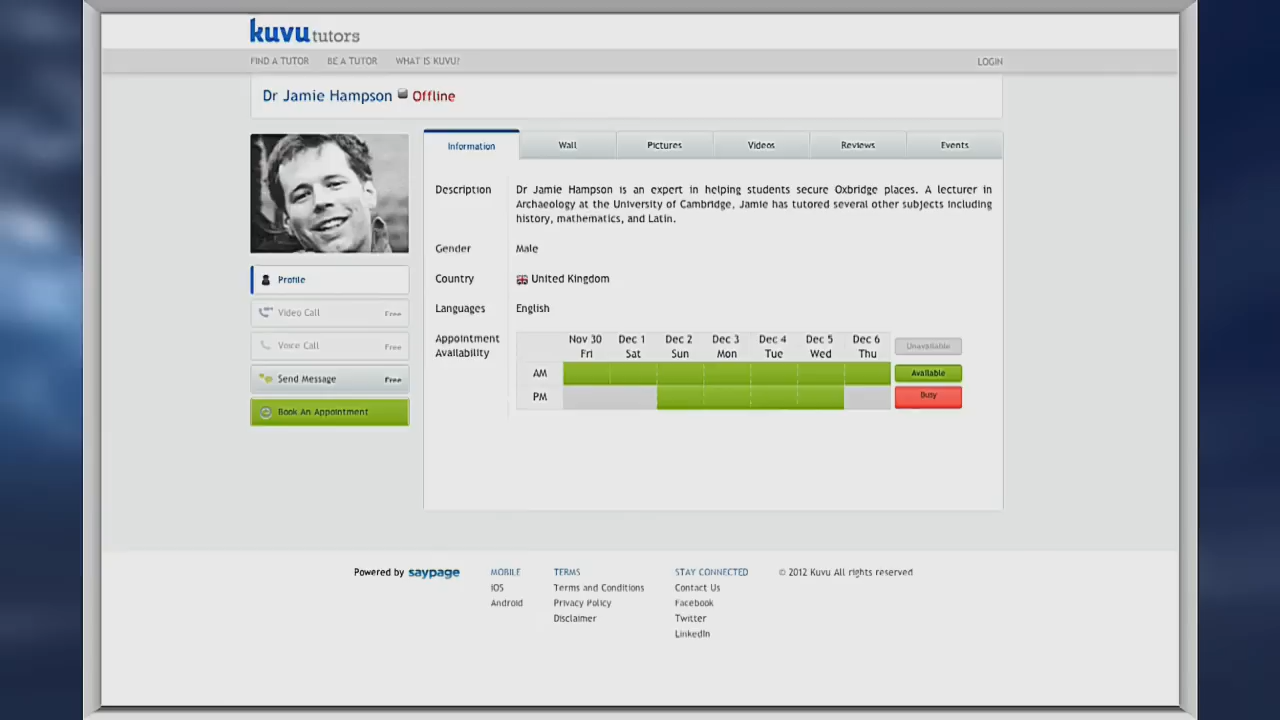 kuvu tutors
FIND A TUTOR BE A TUTOR WHAT IS KUVU? LOGIN
Dr Jamie Hampson Offline
Information Wall Pictures Videos Reviews Events
Description
Dr Jamie Hampson is an expert in helping students secure Oxbridge places. A lecturer in
Archaeology at the University of Cambridge, Jamie has tutored several other subjects including
history, mathematics, and Latin.
Gender Male
Country United Kingdom
Languages English
Appointment
Availability
Nov 30 Dec 1 Dec 2 Dec 3 Dec 4 Dec 5 Dec 6
Fri Sat Sun Mon Tue Wed Thu
AM
PM
Unavailable
Available
Busy
Profile
Video Call Free
Voice Call Free
Send Message Free
Book An Appointment
Powered by saypage
MOBILE
iOS
Android
TERMS
Terms and Conditions
Privacy Policy
Disclaimer
STAY CONNECTED
Contact Us
Facebook
Twitter
LinkedIn
© 2012 Kuvu All rights reserved